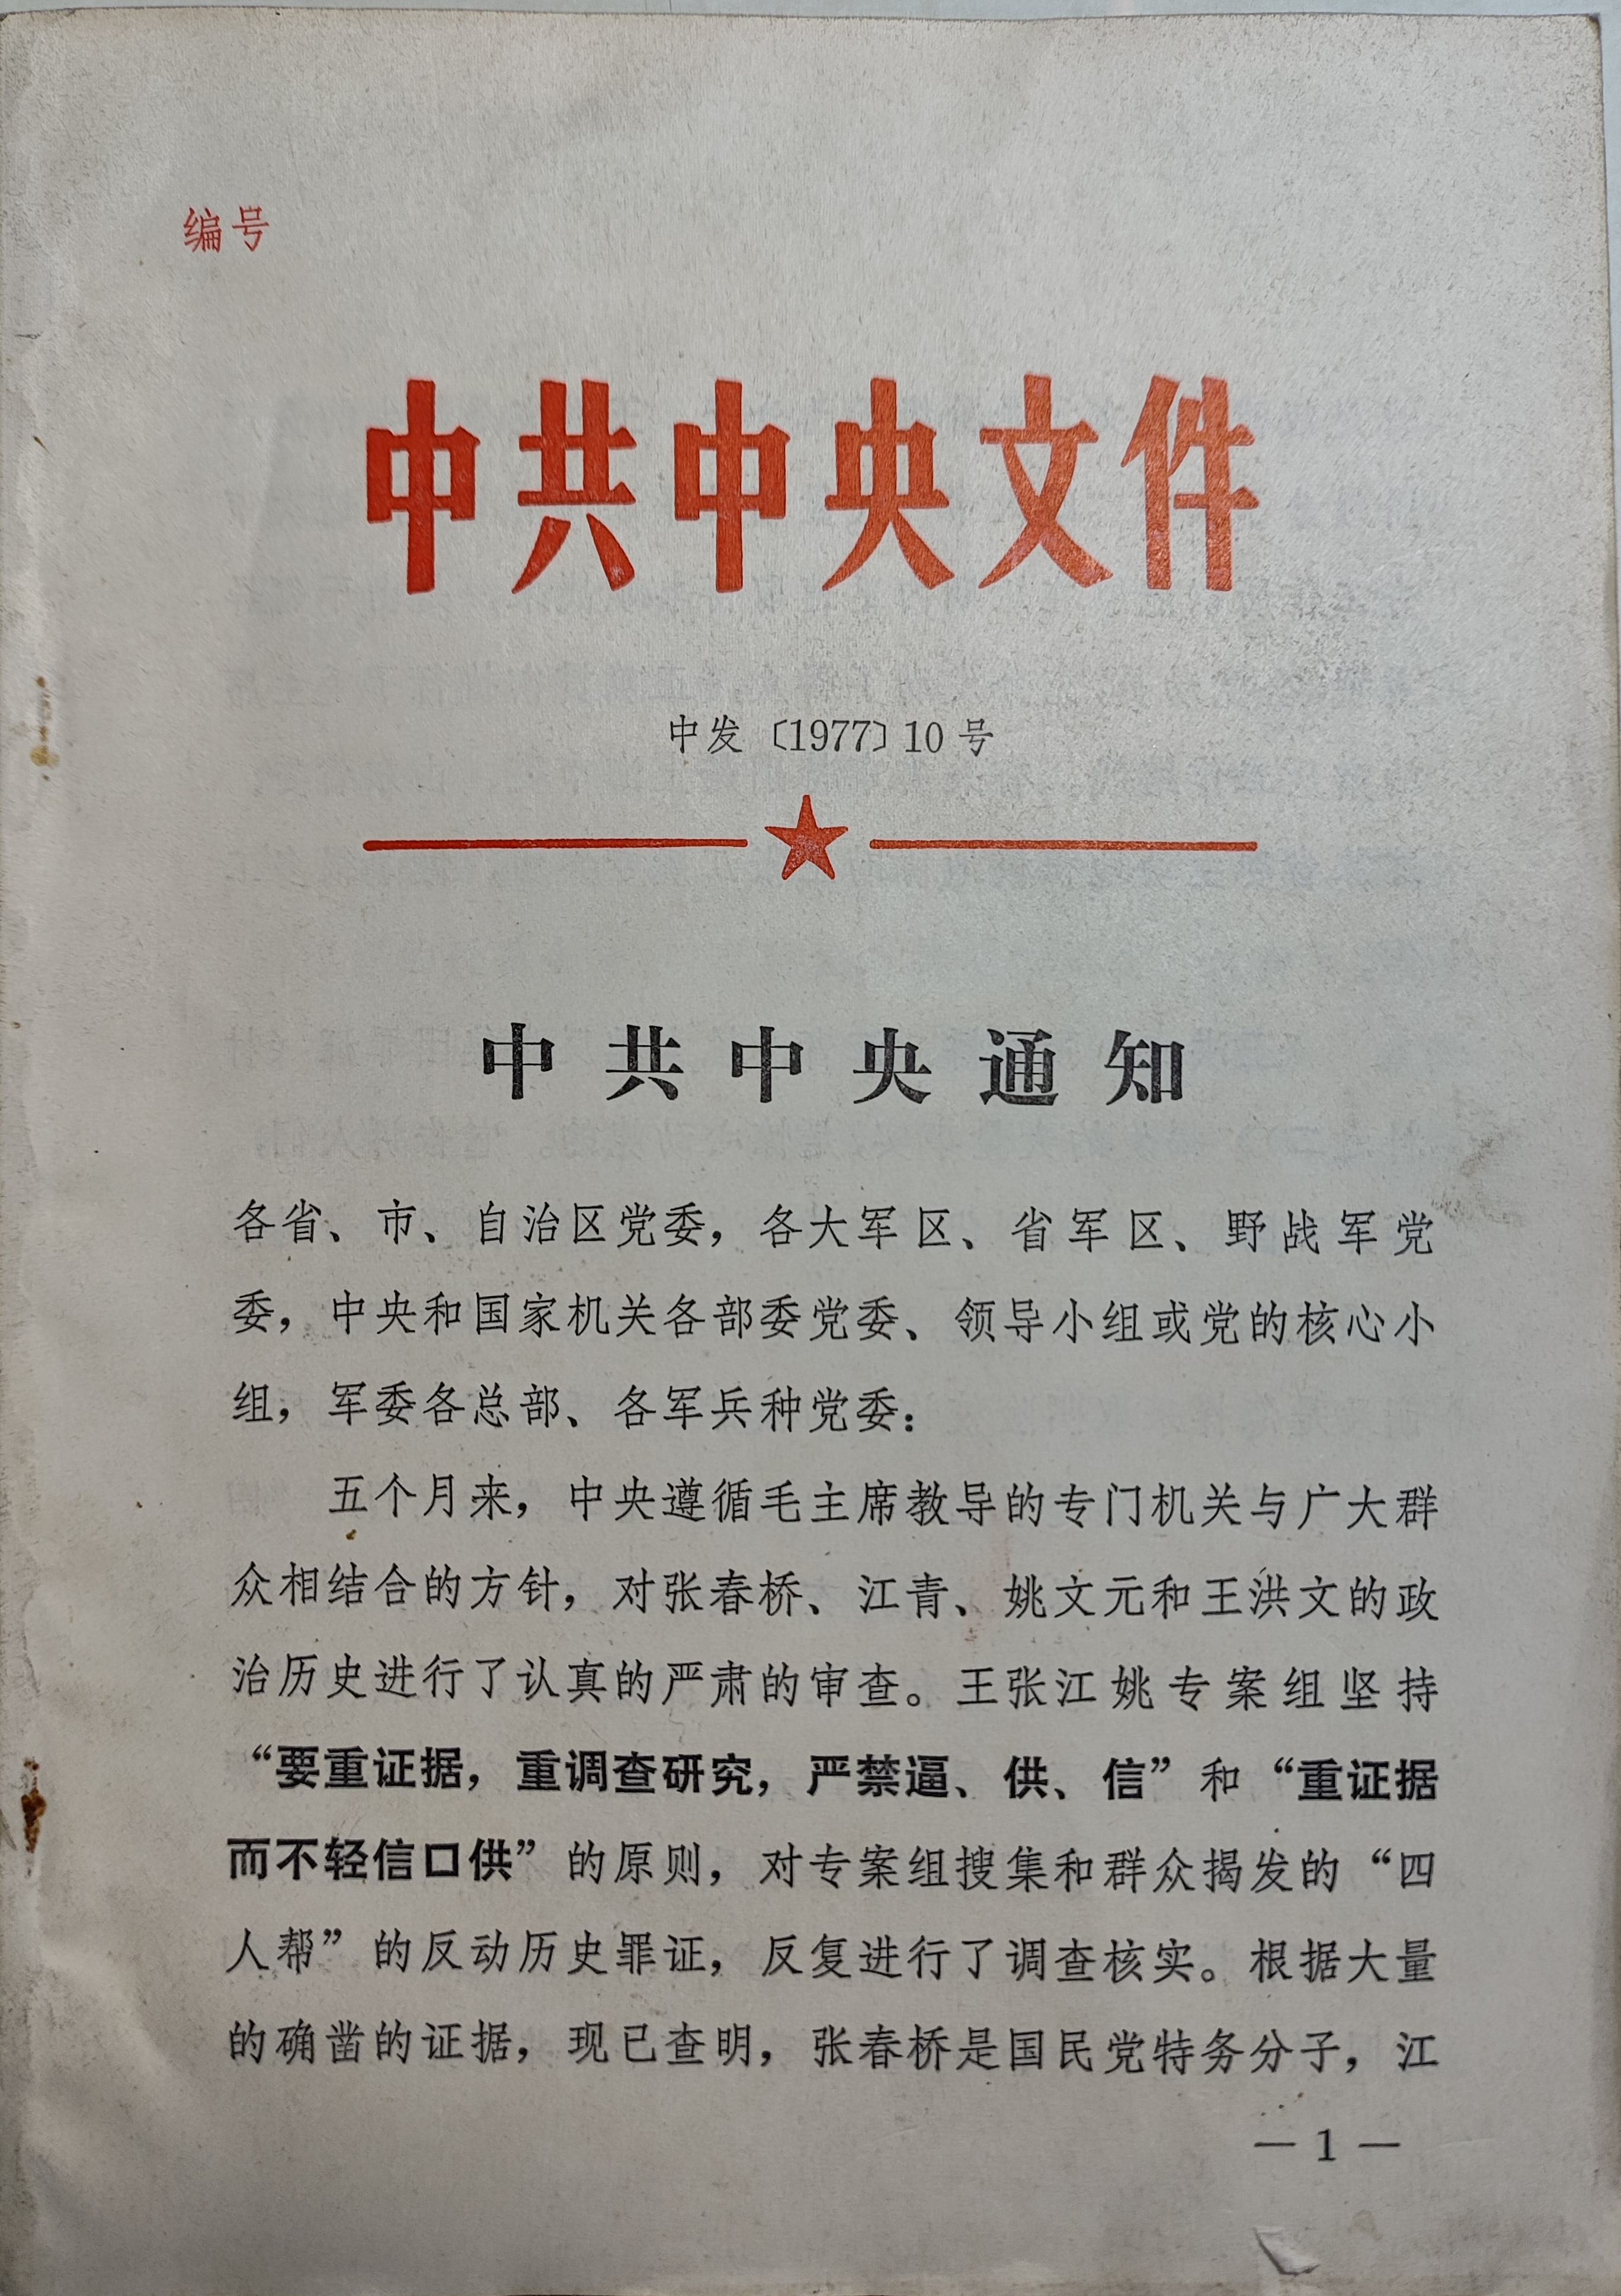 编号
中共中央文件
中发〔1977〕10号
中共中央通知
各省、市、自治区党委，各大军区、省军区、野战军党
委，中央和国家机关各部委党委、领导小组或党的核心小
组，军委各总部、各军兵种党委：
五个月来，中央遵循毛主席教导的专门机关与广大群
众相结合的方针，对张春桥、江青、姚文元和王洪文的政
治历史进行了认真的严肃的审查。王张江姚专案组坚持
“要重证据，重调查研究，严禁逼、供、信”和“重证据
而不轻信口供”的原则，对专案组搜集和群众揭发的“四
人帮”的反动历史罪证，反复进行了调查核实。根据大量
的确凿的证据，现已查明，张春桥是国民党特务分子，江
— 1 —